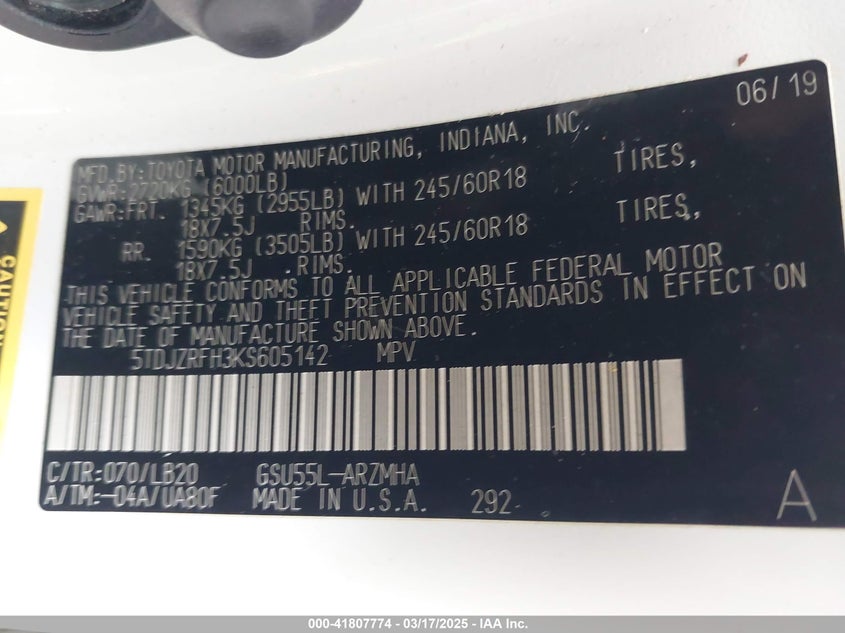 06/19
MFD.BY:TOYOTA MOTOR MANUFACTURING, INDIANA, INC.
GVWR:2720KG (6000LB)
GAWR:FRT. 1345KG (2955LB) WITH 245/60R18 TIRES,
18X7.5J RIMS.
RR. 1590KG (3505LB) WITH 245/60R18 TIRES,
18X7.5J RIMS.
THIS VEHICLE CONFORMS TO ALL APPLICABLE FEDERAL MOTOR
VEHICLE SAFETY AND THEFT PREVENTION STANDARDS IN EFFECT ON
THE DATE OF MANUFACTURE SHOWN ABOVE.
5TDJZRFH3KS605142 MPV
C/TR:070/LB20 GSU55L-ARZMHA
A/TM:-04A/UA80F MADE IN U.S.A. 292
A
CAUTION
000-41807774 — 03/17/2025 — IAA Inc.